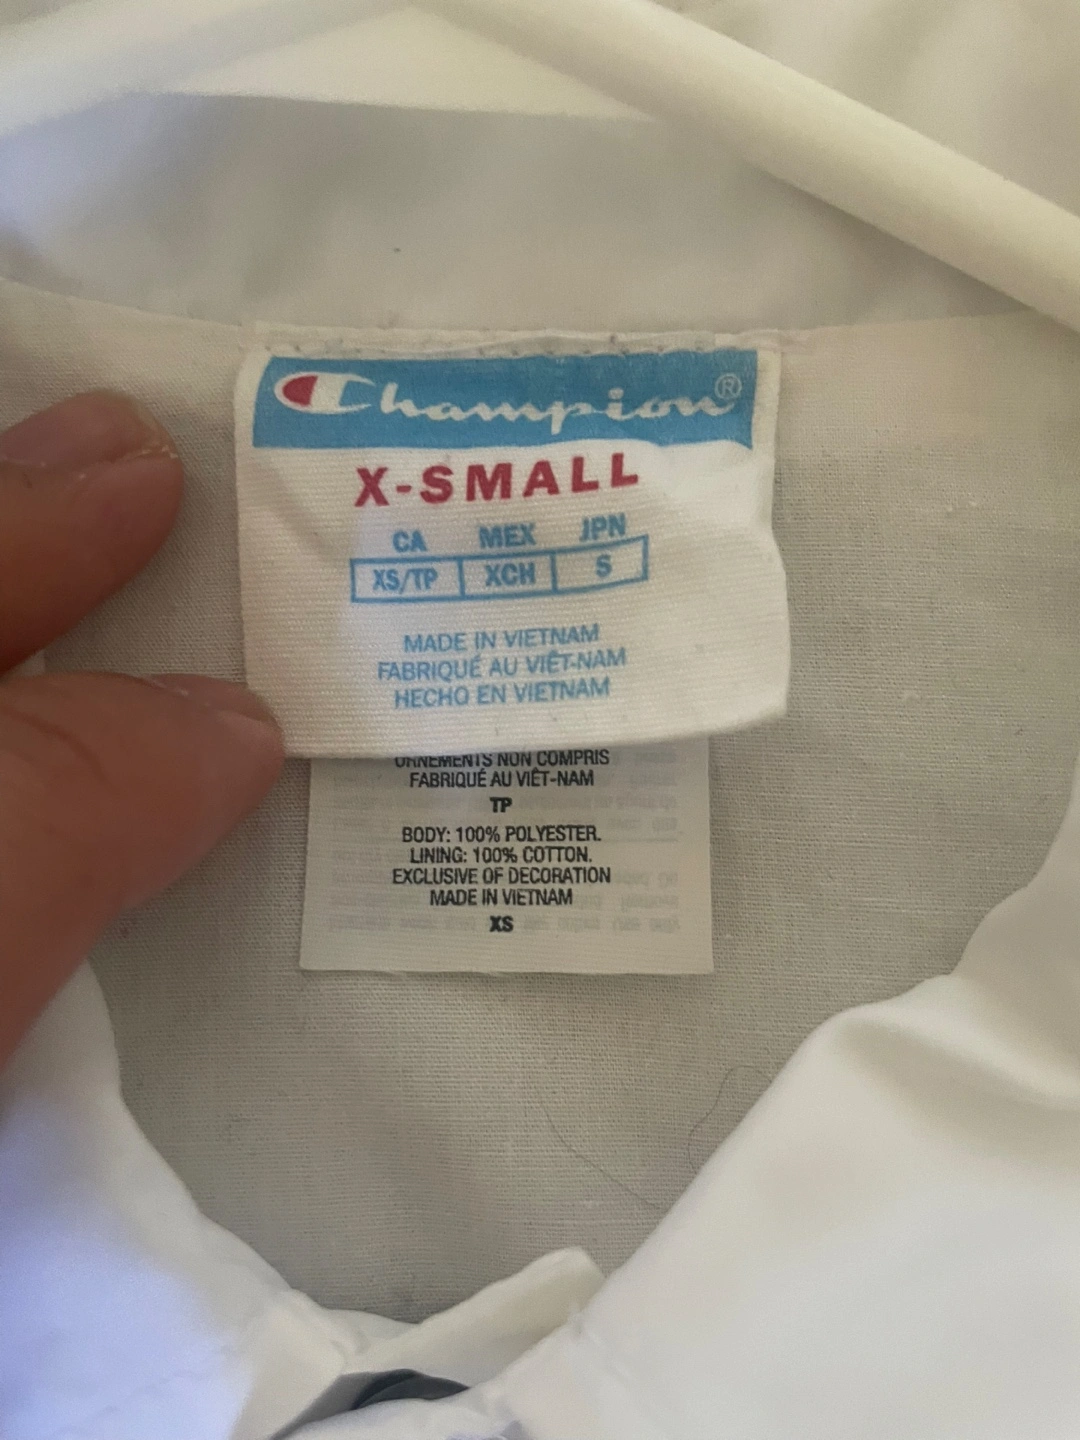 Champion®
X-SMALL
CA MEX JPN
XS/TP XCH S
MADE IN VIETNAM
FABRIQUÉ AU VIÊT-NAM
HECHO EN VIETNAM
ORNEMENTS NON COMPRIS
FABRIQUÉ AU VIÊT-NAM
TP
BODY: 100% POLYESTER.
LINING: 100% COTTON.
EXCLUSIVE OF DECORATION
MADE IN VIETNAM
XS